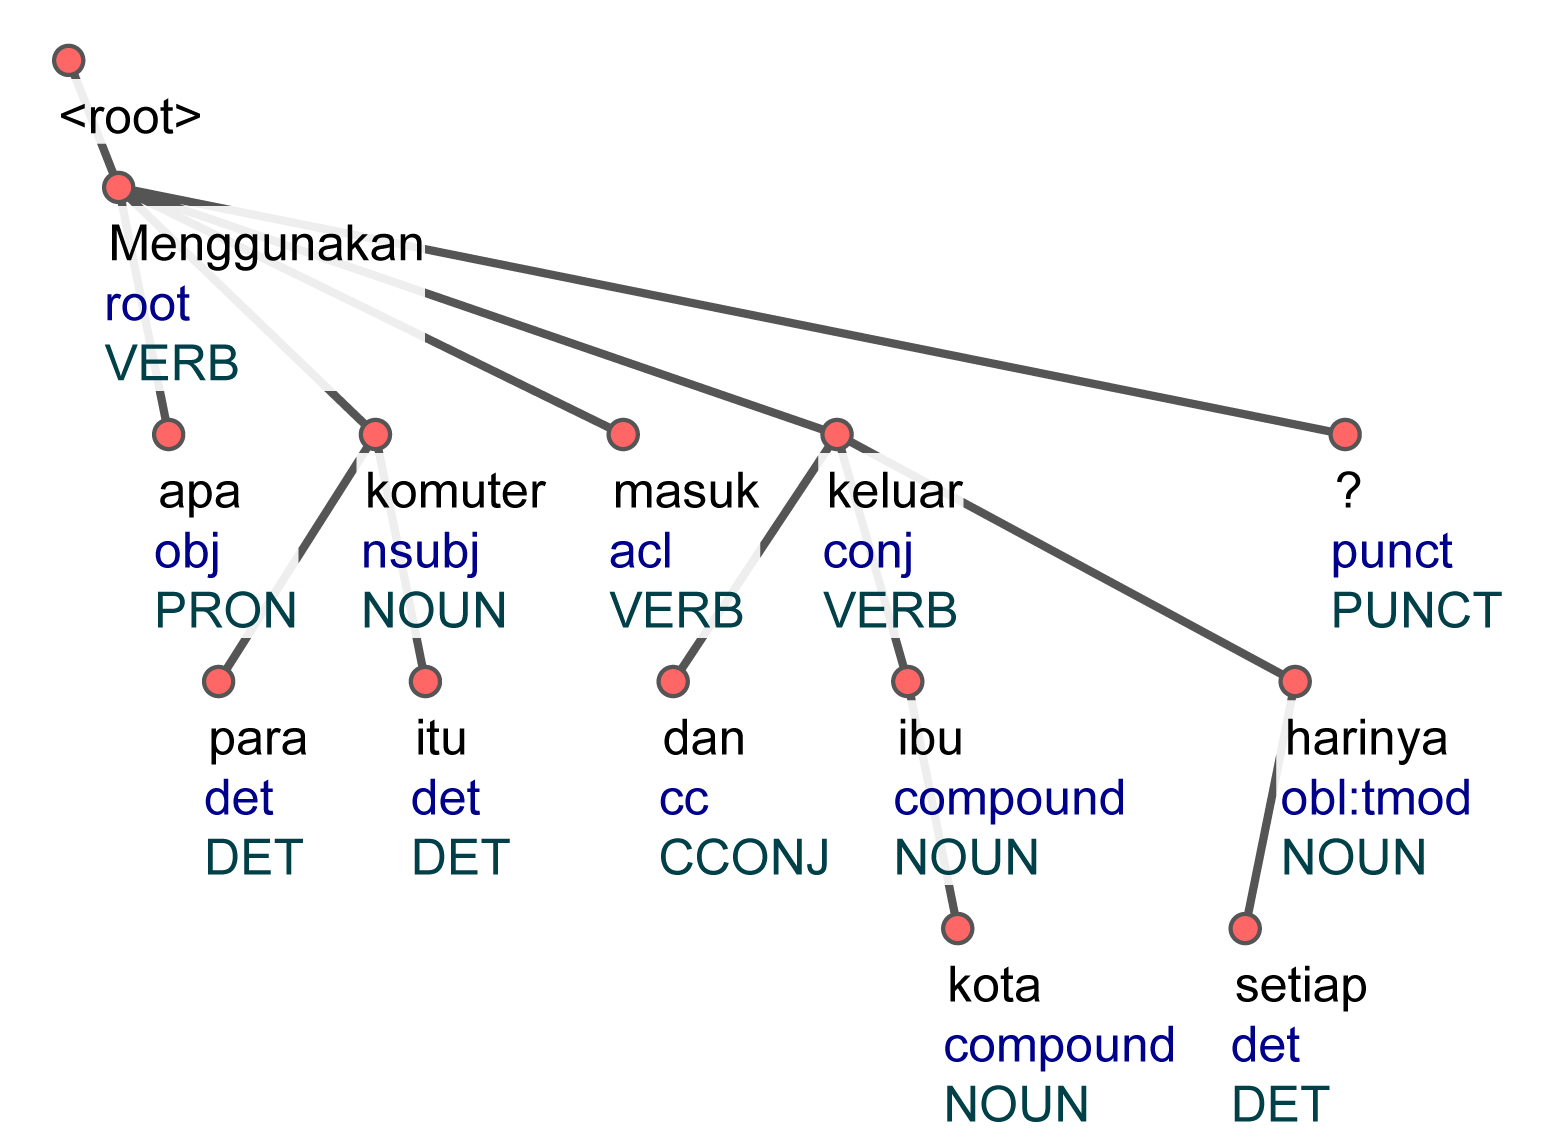 <root>
Menggunakan
root
VERB
apa komuter masuk keluar ?
obj nsubj acl conj punct
PRON NOUN VERB VERB PUNCT
para itu dan ibu harinya
det det cc compound obl:tmod
DET DET CCONJ NOUN NOUN
kota setiap
compound det
NOUN DET